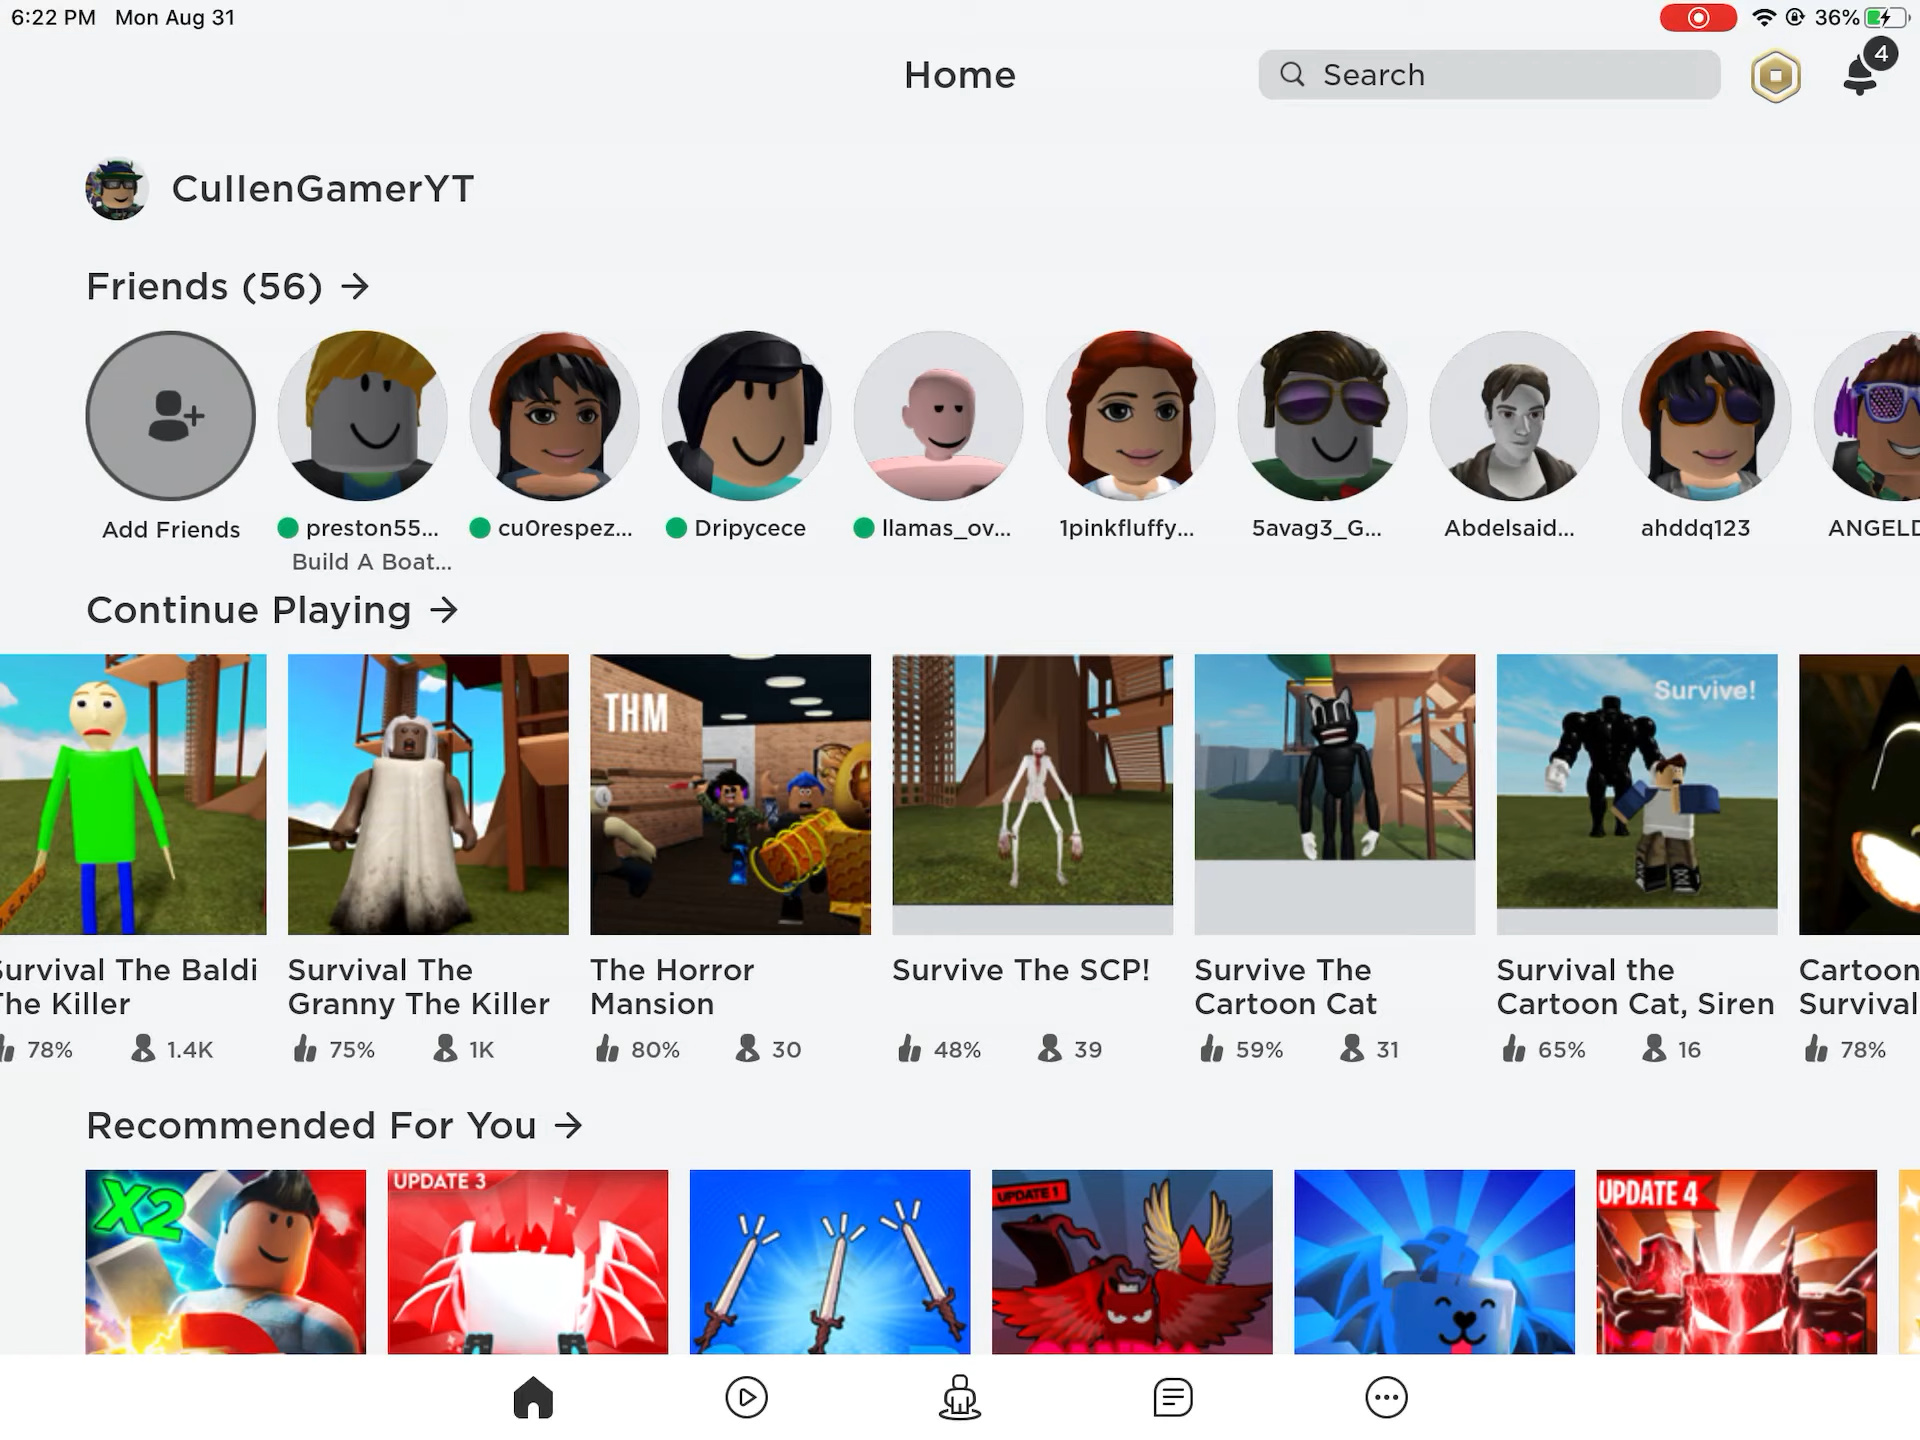 6:22 PM Mon Aug 31
36%
Home
Search
4
CullenGamerYT
Friends (56) →
Add Friends
preston55...
Build A Boat...
cu0respez...
Dripycece
llamas_ov...
1pinkfluffy...
5avag3_G...
Abdelsaid...
ahddq123
ANGELD
Continue Playing →
THM
Survive!
Survival The Baldi
The Killer
78% 1.4K
Survival The
Granny The Killer
75% 1K
The Horror
Mansion
80% 30
Survive The SCP!
48% 39
Survive The
Cartoon Cat
59% 31
Survival the
Cartoon Cat, Siren
65% 16
Cartoon
Survival
78%
Recommended For You →
X2
UPDATE 3
UPDATE 1
UPDATE 4